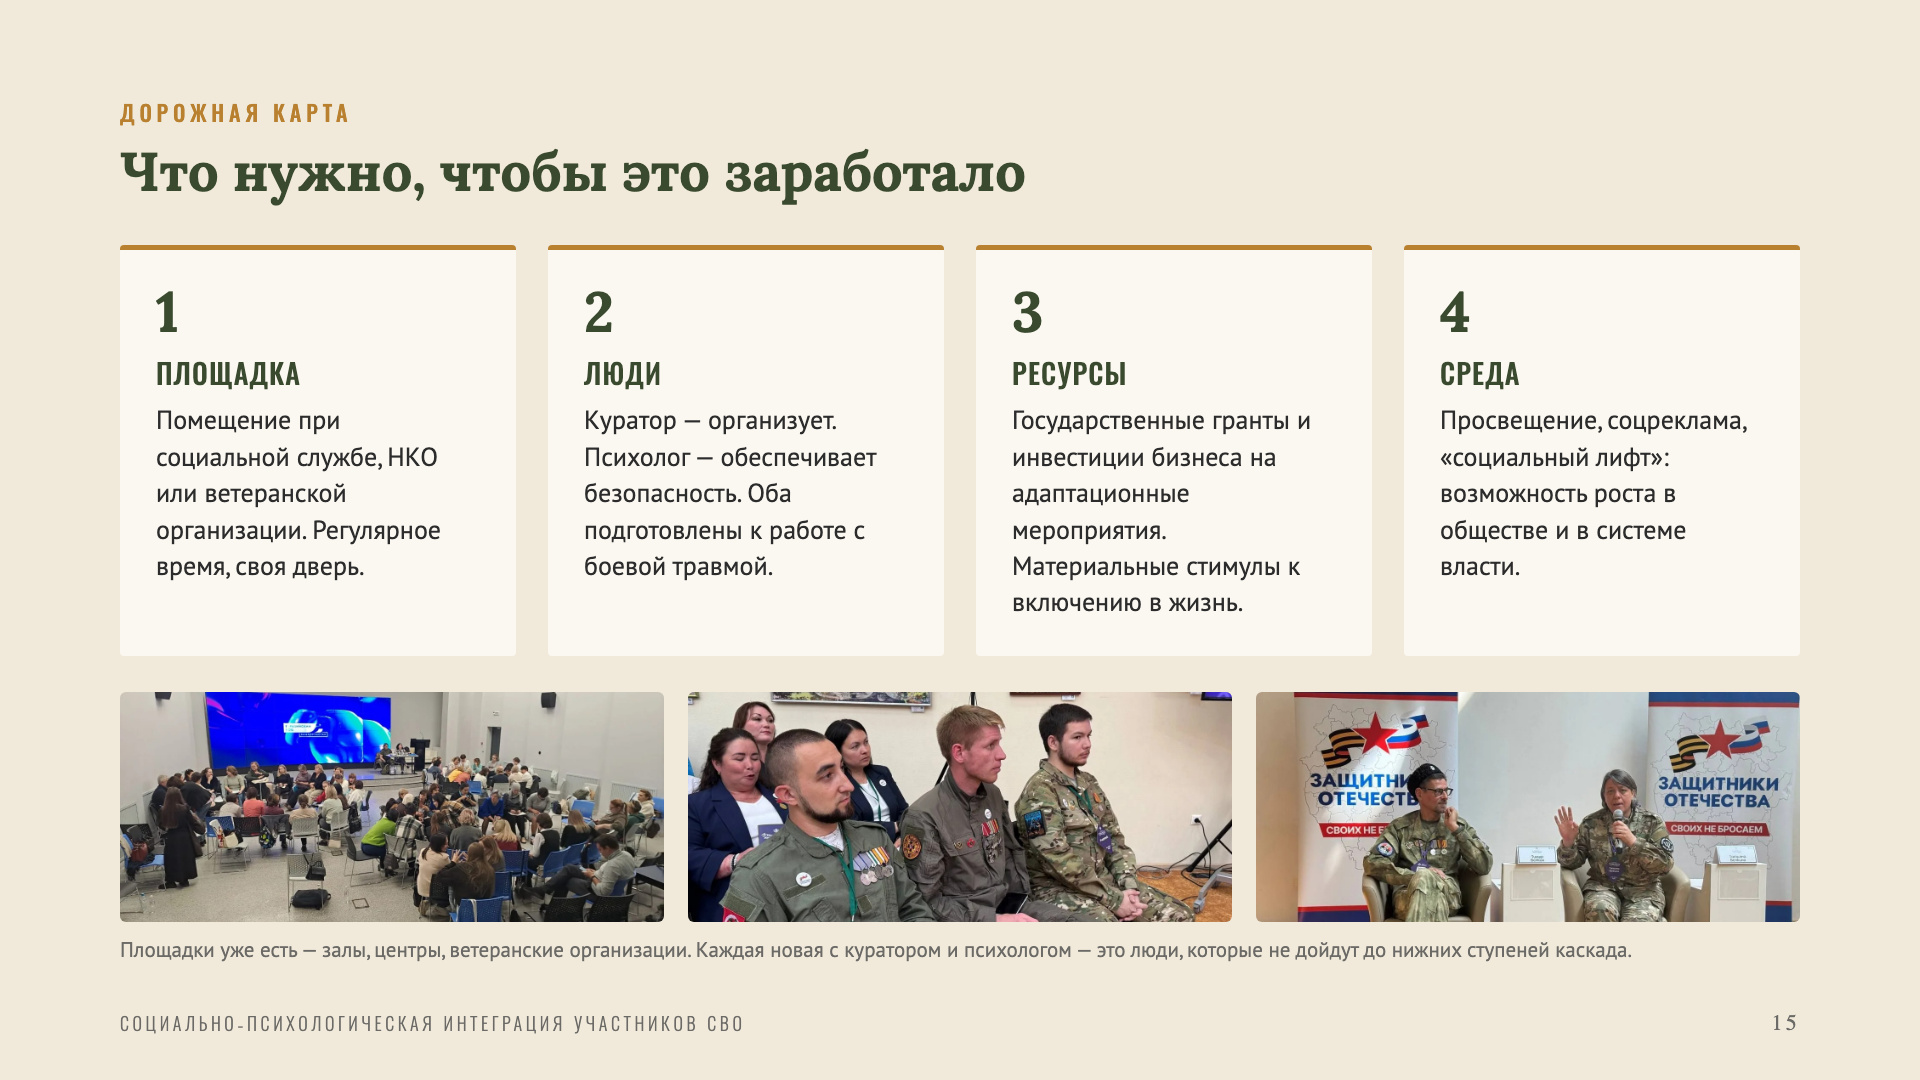 ДОРОЖНАЯ КАРТА
Что нужно, чтобы это заработало
1
ПЛОЩАДКА
Помещение при
социальной службе, НКО
или ветеранской
организации. Регулярное
время, своя дверь.
2
ЛЮДИ
Куратор — организует.
Психолог — обеспечивает
безопасность. Оба
подготовлены к работе с
боевой травмой.
3
РЕСУРСЫ
Государственные гранты и
инвестиции бизнеса на
адаптационные
мероприятия.
Материальные стимулы к
включению в жизнь.
4
СРЕДА
Просвещение, соцреклама,
«социальный лифт»:
возможность роста в
обществе и в системе
власти.
ЗАЩИТНИ
ОТЕЧЕСТВ
СВОИХ НЕ Б
ЗАЩИТНИКИ
ОТЕЧЕСТВА
СВОИХ НЕ БРОСАЕМ
Площадки уже есть — залы, центры, ветеранские организации. Каждая новая с куратором и психологом — это люди, которые не дойдут до нижних ступеней каскада.
СОЦИАЛЬНО-ПСИХОЛОГИЧЕСКАЯ ИНТЕГРАЦИЯ УЧАСТНИКОВ СВО
15